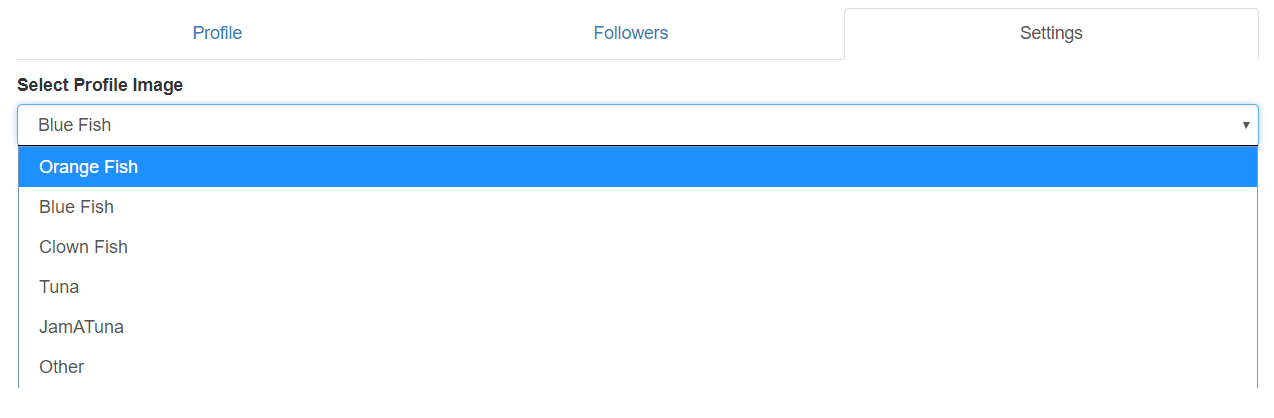 Profile Followers Settings
Select Profile Image
Blue Fish
Orange Fish
Blue Fish
Clown Fish
Tuna
JamATuna
Other